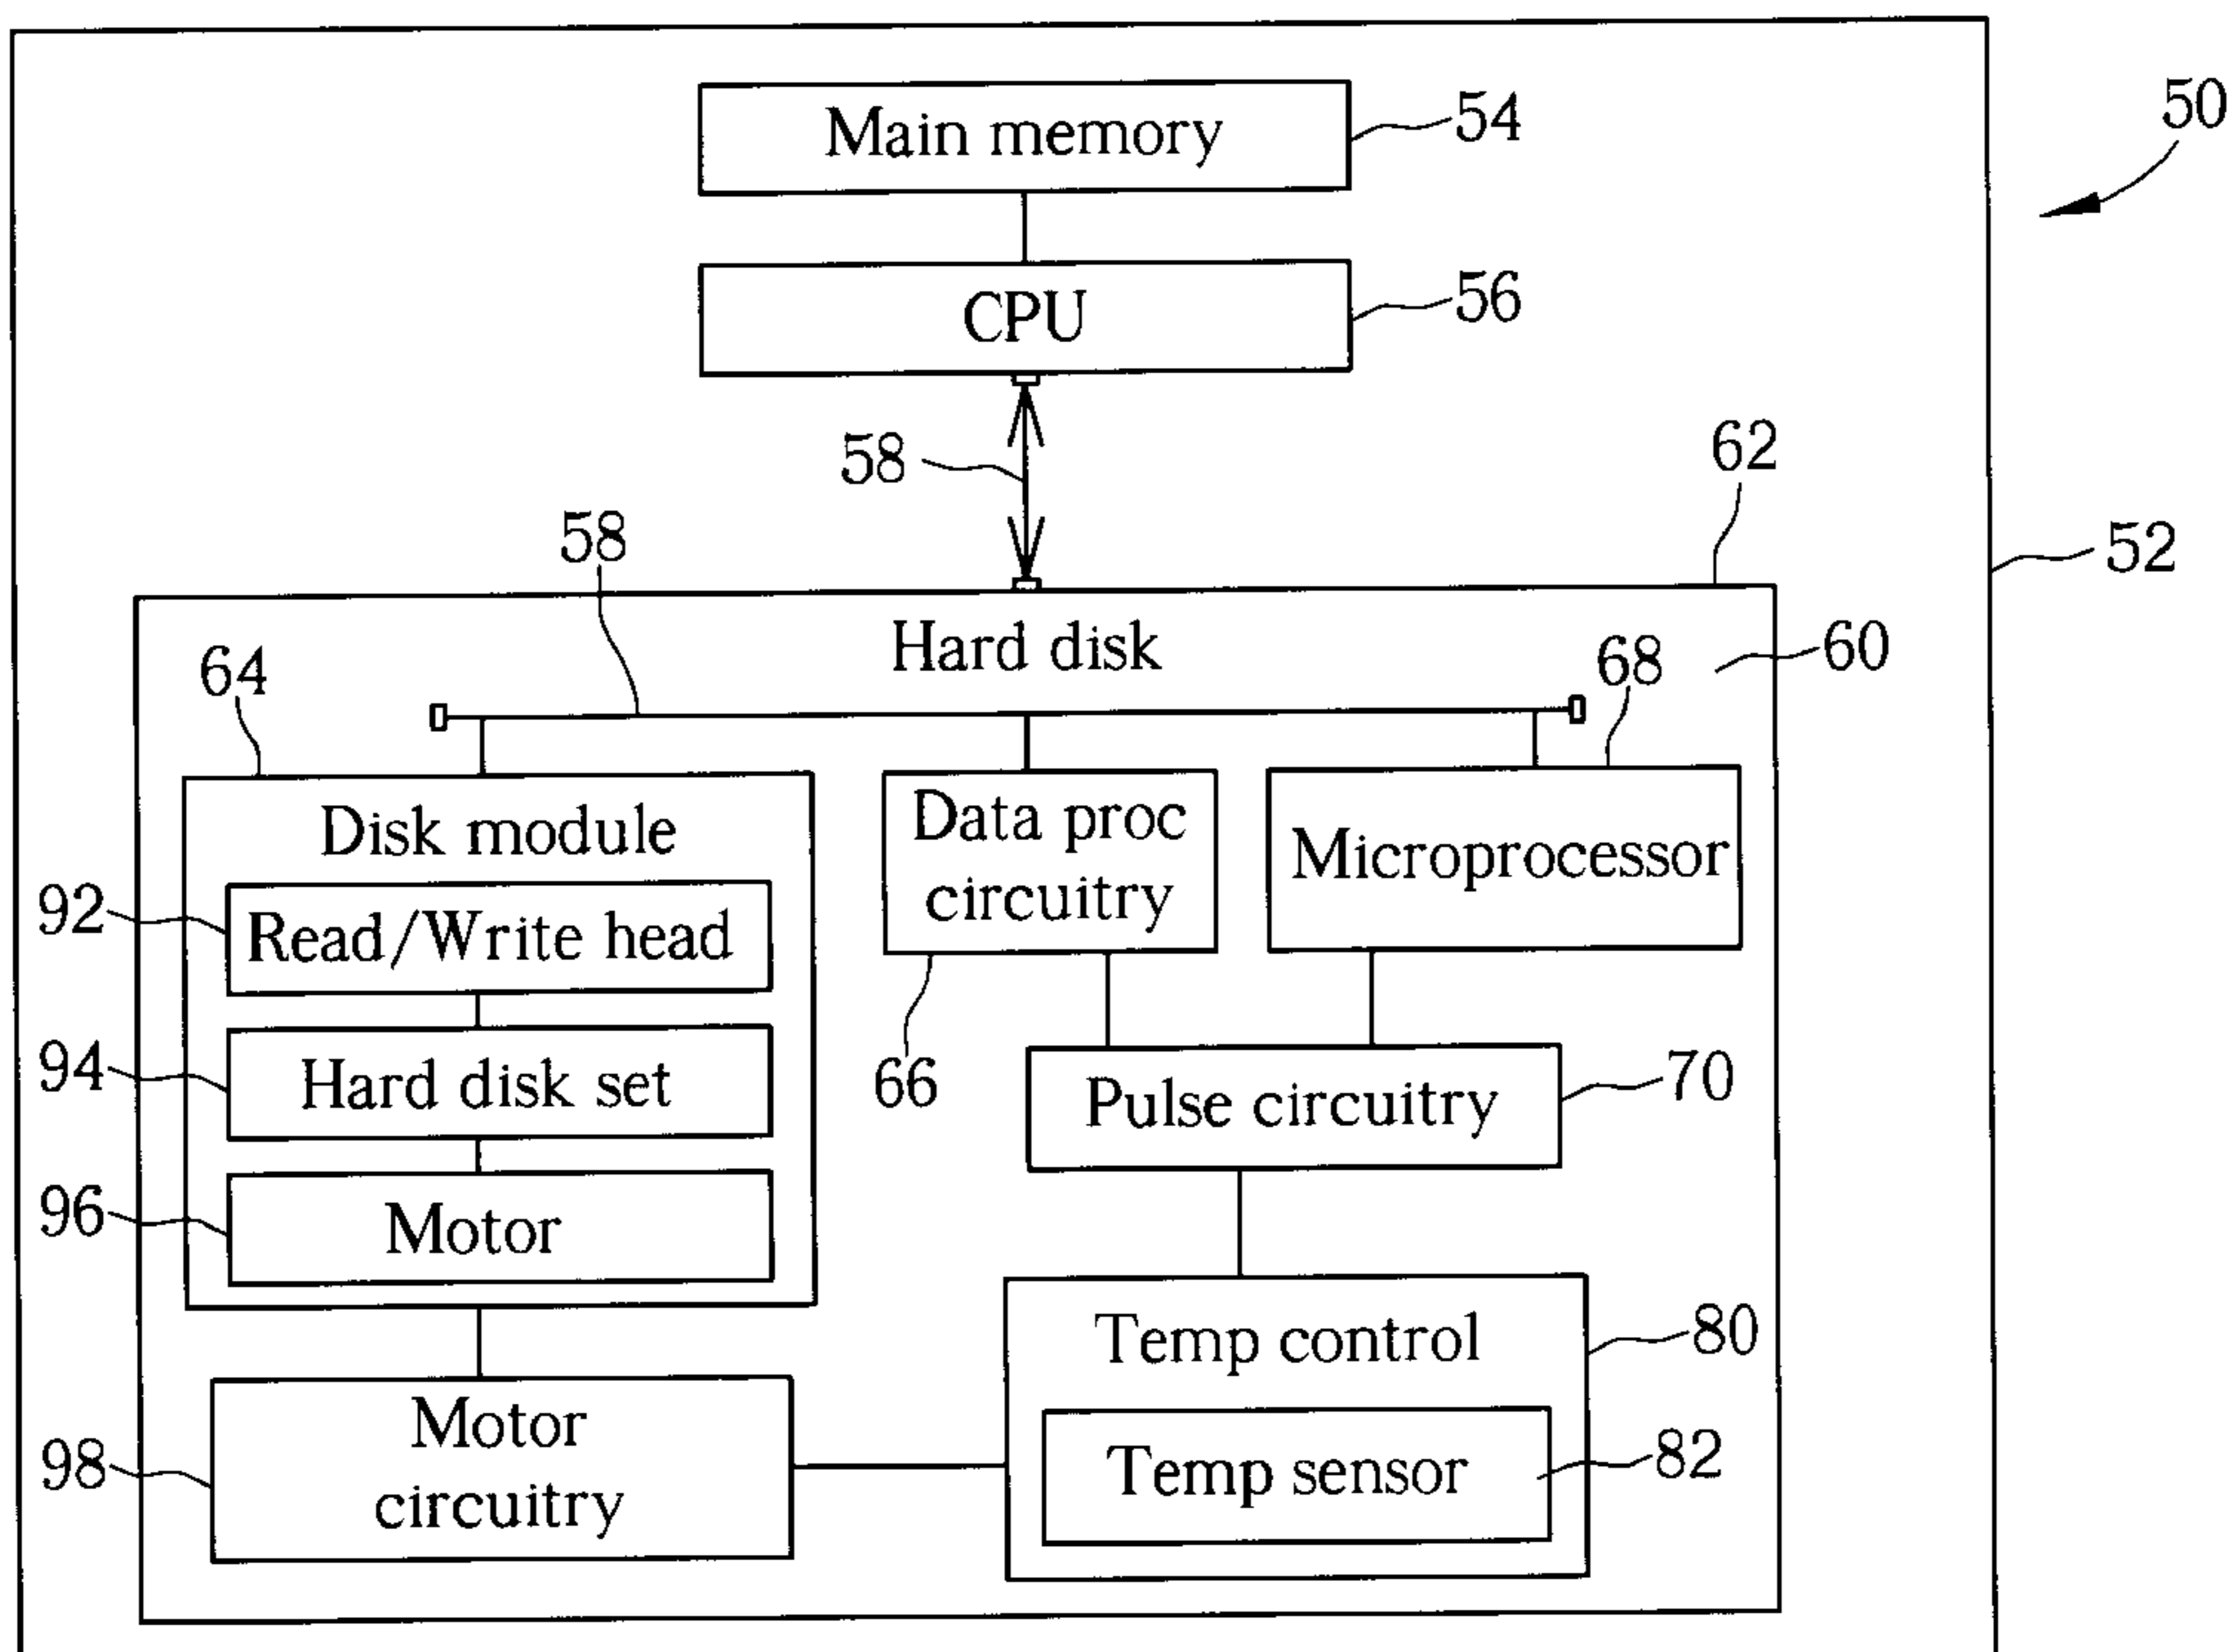 50
Main memory
54
CPU
56
58
62
52
58
Hard disk
60
64
68
Disk module
Data proc
circuitry
Microprocessor
92
Read/Write head
94
Hard disk set
66
Pulse circuitry
70
96
Motor
Temp control
80
Motor
circuitry
98
Temp sensor
82